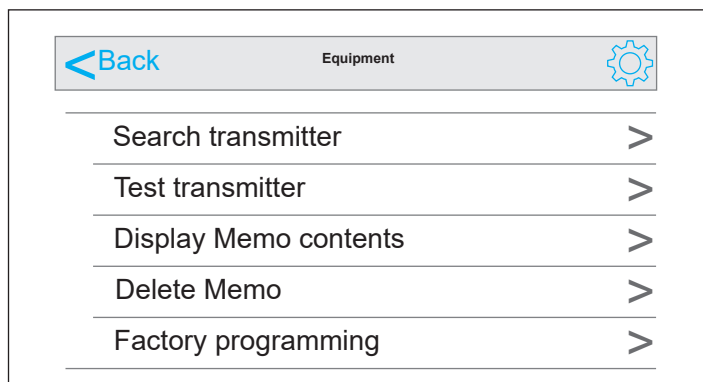 < Back Equipment
Search transmitter >
Test transmitter >
Display Memo contents >
Delete Memo >
Factory programming >